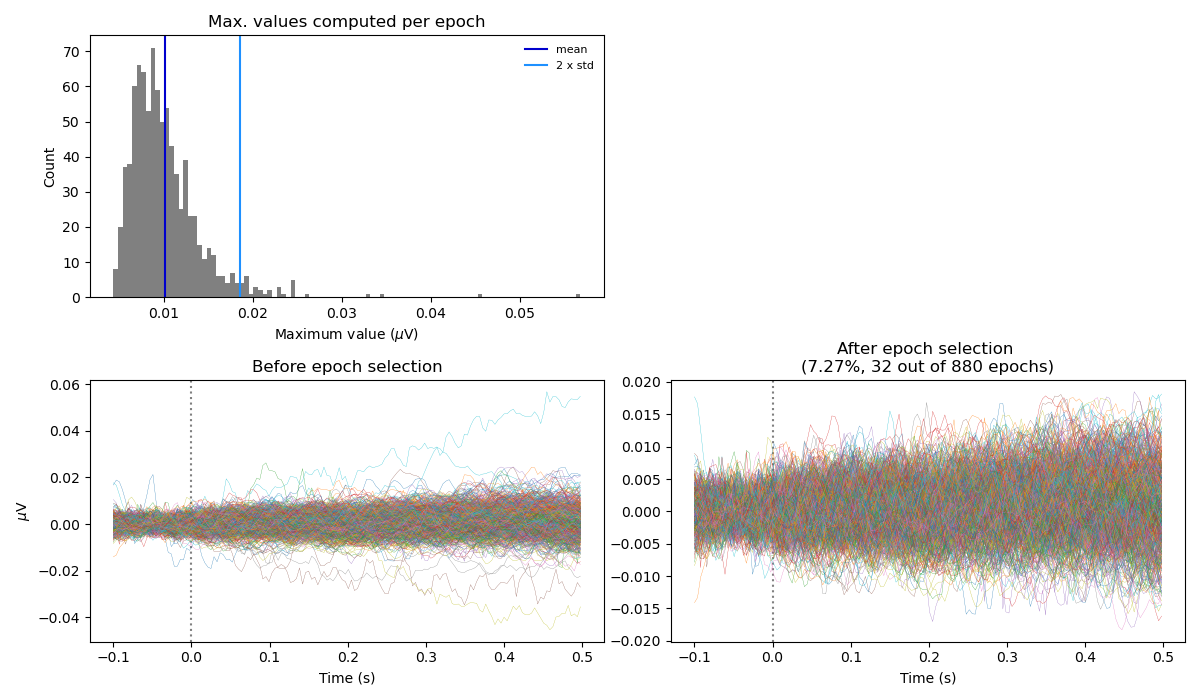 Max. values computed per epoch
mean
2 x std
70
60
50
40
30
20
10
0
Count
0.01 0.02 0.03 0.04 0.05
Maximum value (μV)
Before epoch selection
0.06
0.04
0.02
0.00
−0.02
−0.04
μV
−0.1 0.0 0.1 0.2 0.3 0.4 0.5
Time (s)
After epoch selection
(7.27%, 32 out of 880 epochs)
0.020
0.015
0.010
0.005
0.000
−0.005
−0.010
−0.015
−0.020
−0.1 0.0 0.1 0.2 0.3 0.4 0.5
Time (s)